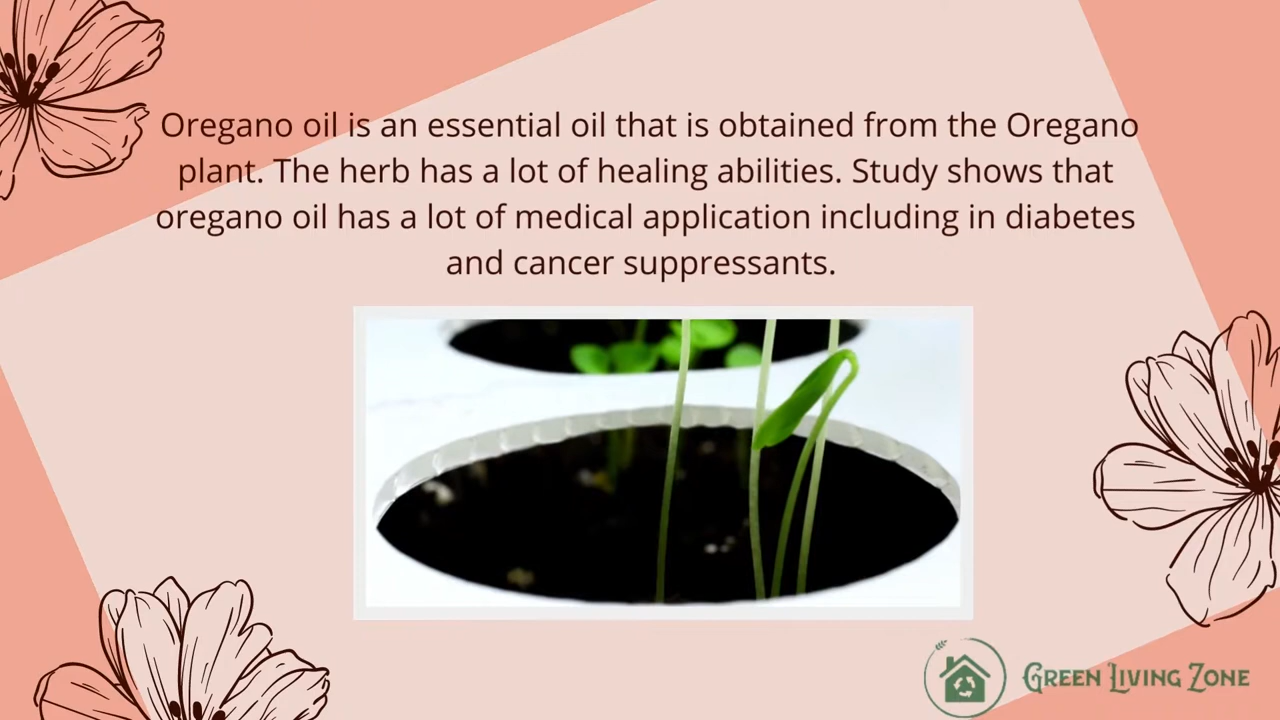 Oregano oil is an essential oil that is obtained from the Oregano
plant. The herb has a lot of healing abilities. Study shows that
oregano oil has a lot of medical application including in diabetes
and cancer suppressants.
Green Living Zone